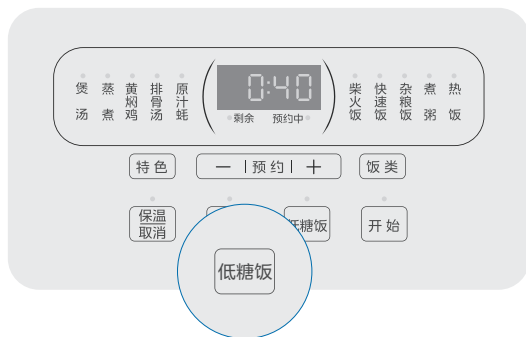 煲汤
蒸煮
黄焖鸡
排骨汤
原汁蚝
0:40
剩余 预约中
柴火饭
快速饭
杂粮饭
煮粥
热饭
特色
— | 预约 | +
饭类
保温
取消
低糖饭
开始
低糖饭